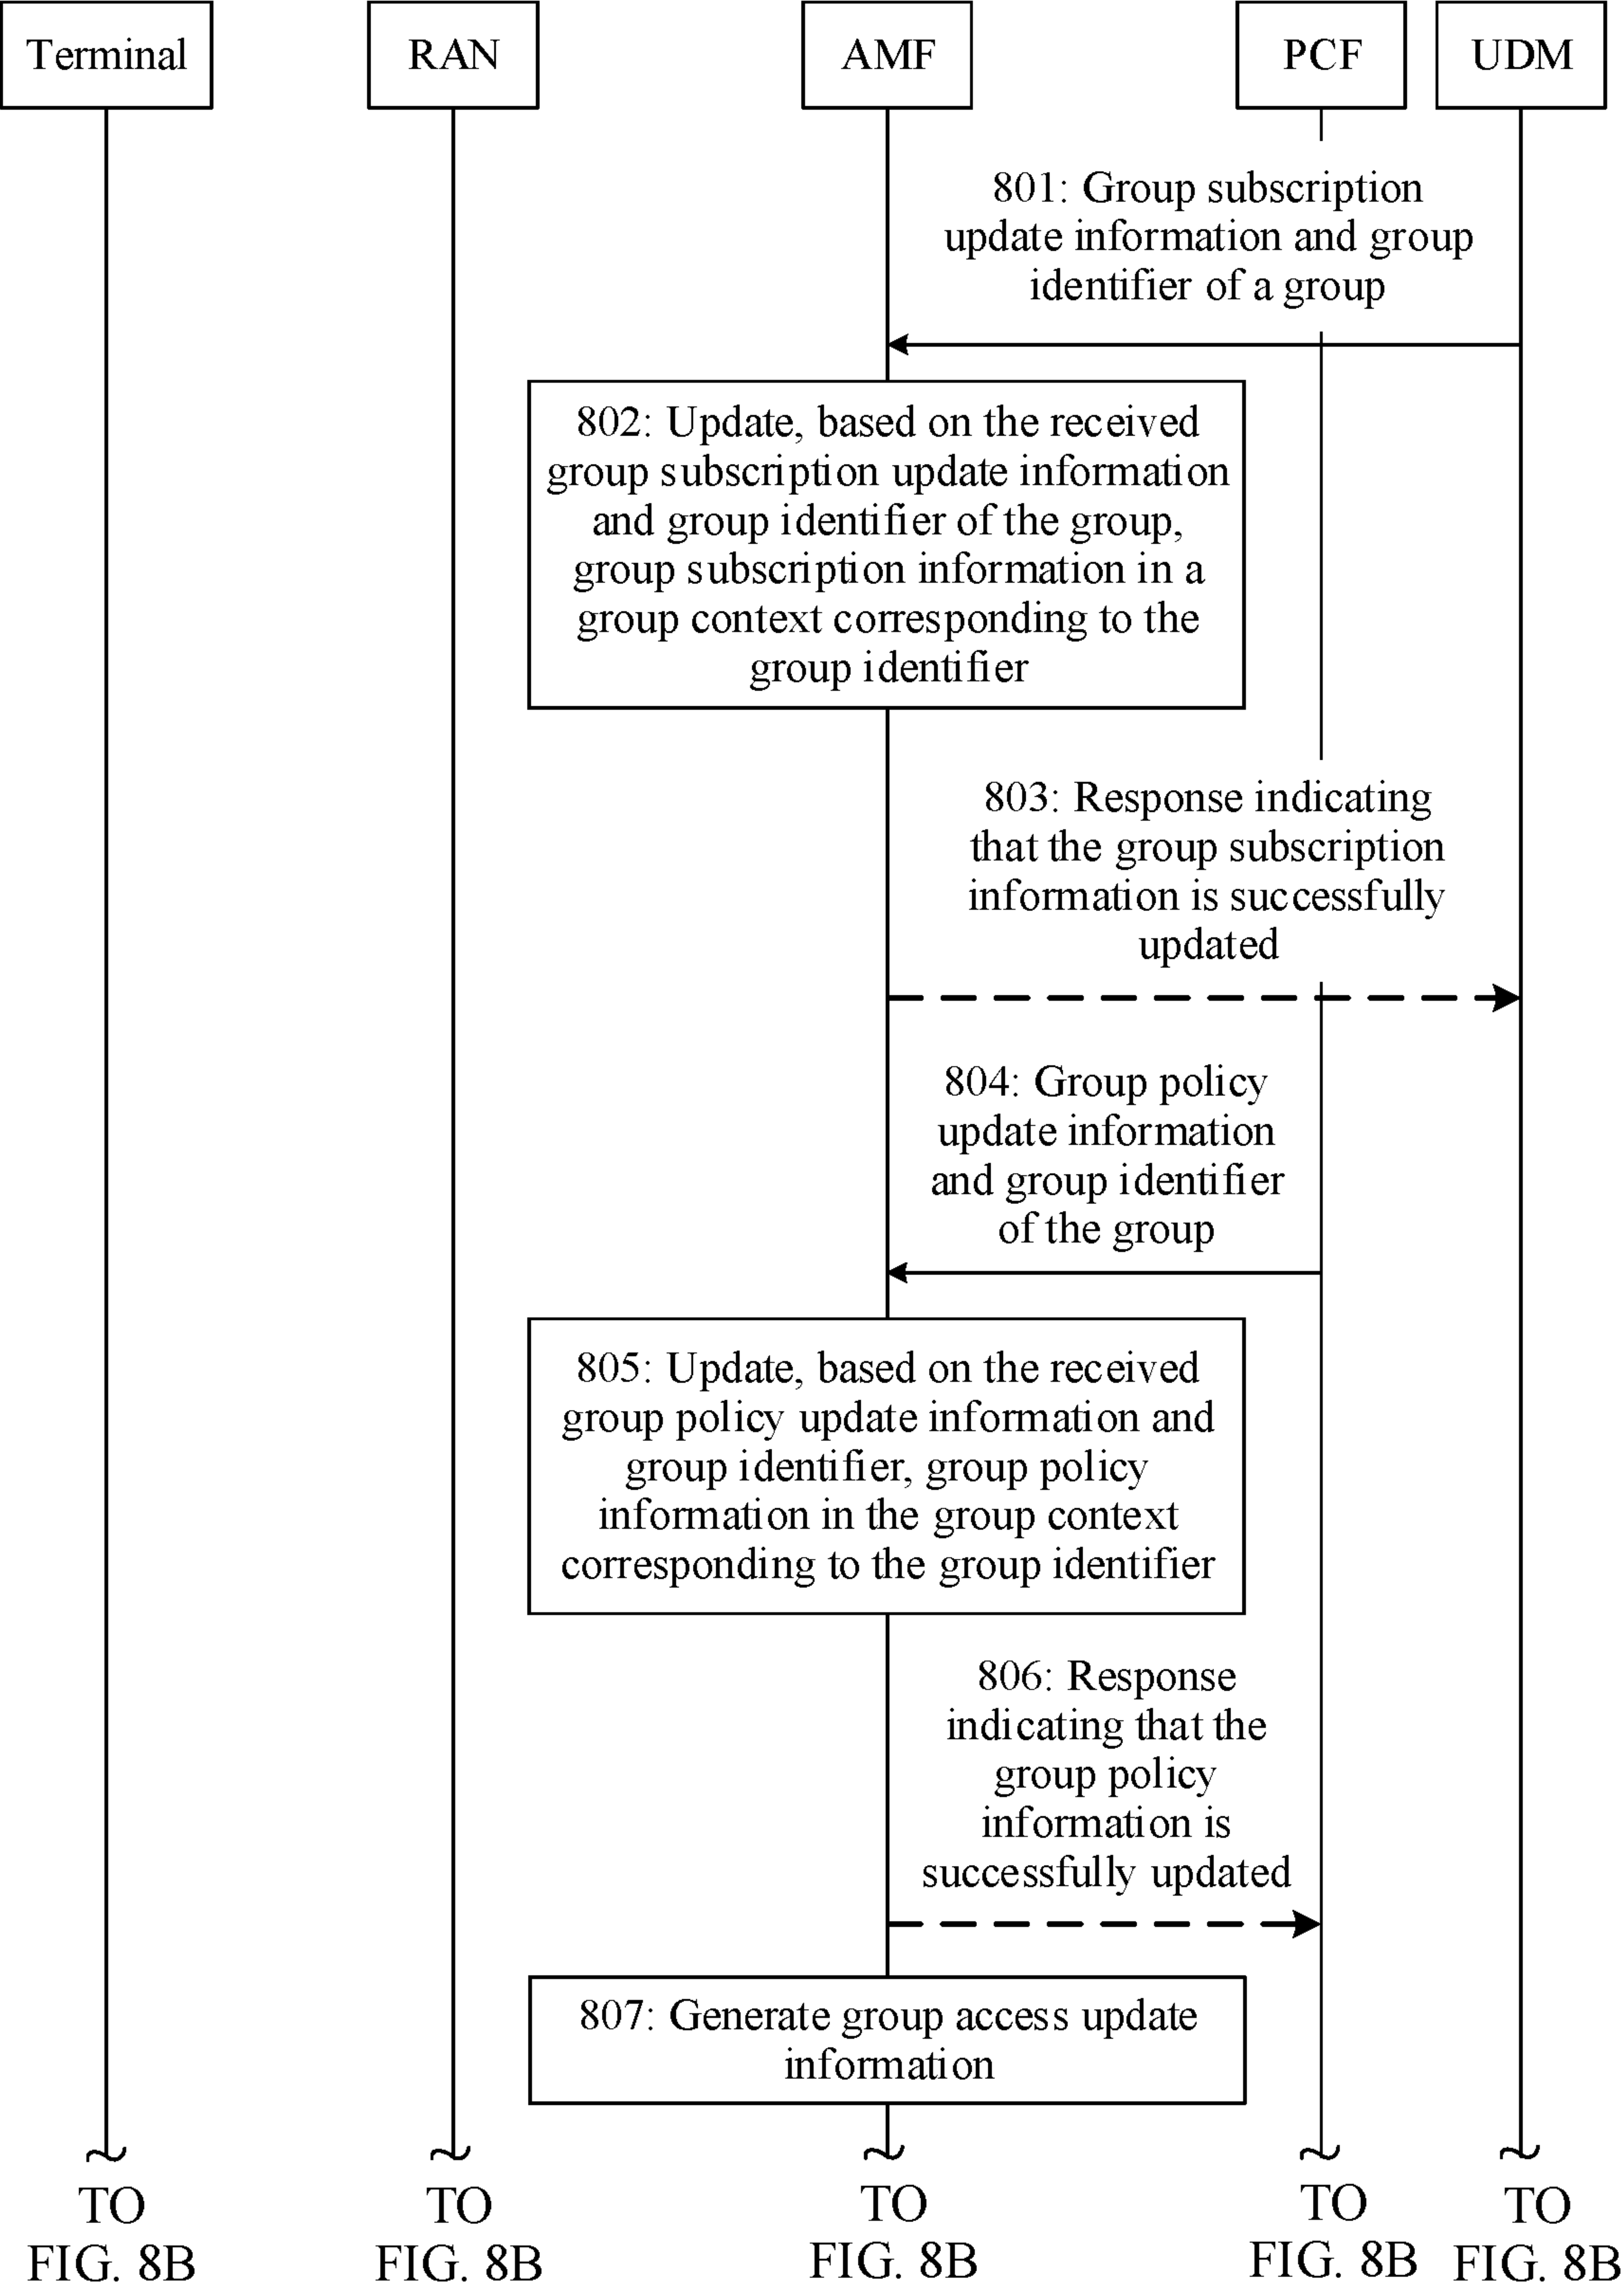 Terminal
RAN
AMF
PCF
UDM
801: Group subscription
update information and group
identifier of a group
802: Update, based on the received
group subscription update information
and group identifier of the group,
group subscription information in a
group context corresponding to the
group identifier
803: Response indicating
that the group subscription
information is successfully
updated
804: Group policy
update information
and group identifier
of the group
805: Update, based on the received
group policy update information and
group identifier, group policy
information in the group context
corresponding to the group identifier
806: Response
indicating that the
group policy
information is
successfully updated
807: Generate group access update
information
TO
FIG. 8B
TO
FIG. 8B
TO
FIG. 8B
TO
FIG. 8B
TO
FIG. 8B